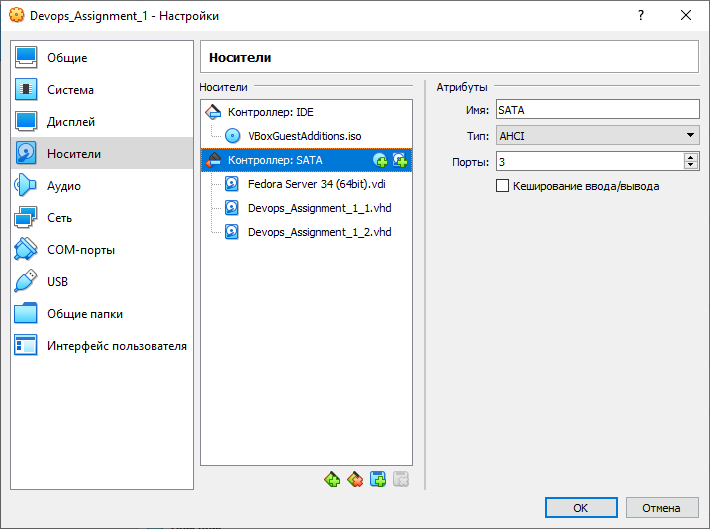 Devops_Assignment_1 - Настройки
?
Общие
Система
Дисплей
Носители
Аудио
Сеть
COM-порты
USB
Общие папки
Интерфейс пользователя
Носители
Носители
Контроллер: IDE
VBoxGuestAdditions.iso
Контроллер: SATA
Fedora Server 34 (64bit).vdi
Devops_Assignment_1_1.vhd
Devops_Assignment_1_2.vhd
Атрибуты
Имя: SATA
Тип: AHCI
Порты: 3
Кеширование ввода/вывода
OK
Отмена